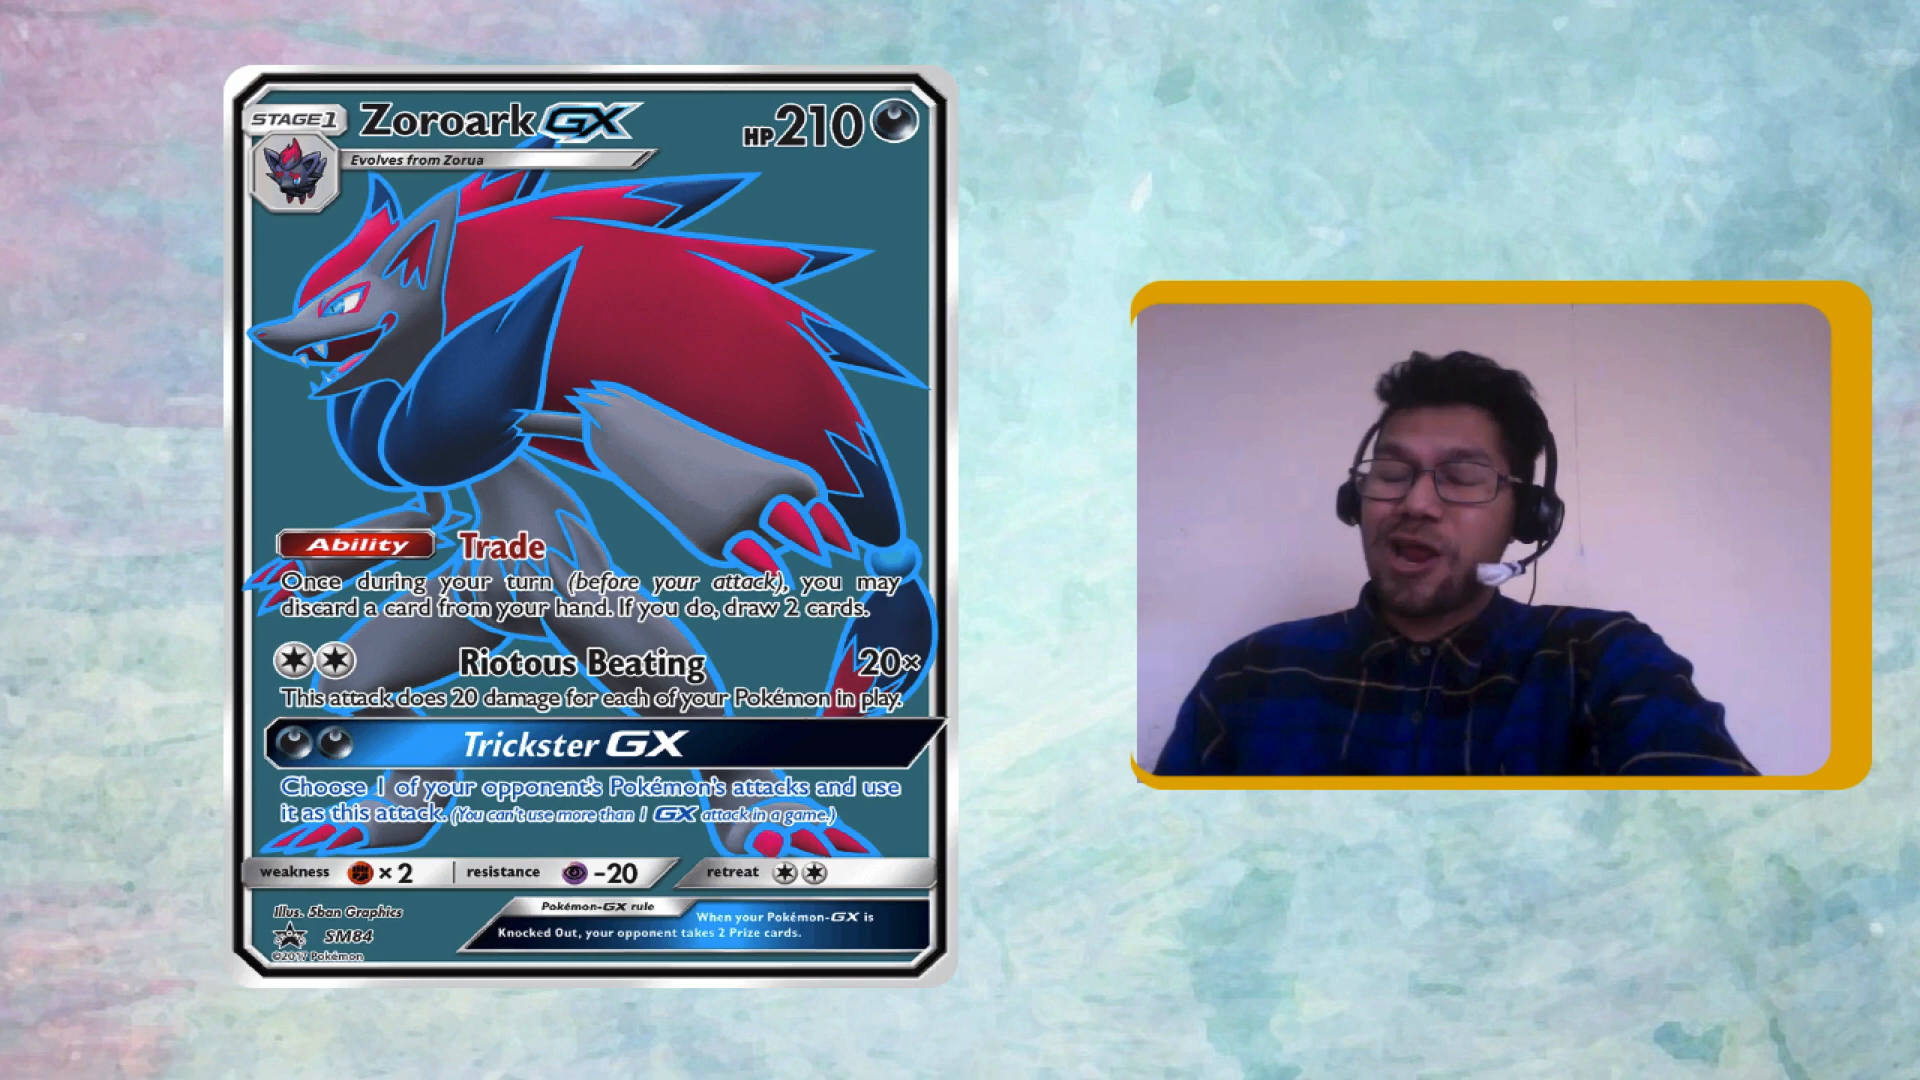 STAGE1 Zoroark GX HP210
Evolves from Zorua
Ability Trade
Once during your turn (before your attack), you may
discard a card from your hand. If you do, draw 2 cards.
Riotous Beating 20×
This attack does 20 damage for each of your Pokémon in play.
Trickster GX
Choose 1 of your opponent's Pokémon's attacks and use
it as this attack. (You can't use more than 1 GX attack in a game.)
weakness ×2 resistance -20 retreat
Illus. 5ban Graphics
SM84
©2017 Pokémon
Pokémon-GX rule
When your Pokémon-GX is
Knocked Out, your opponent takes 2 Prize cards.